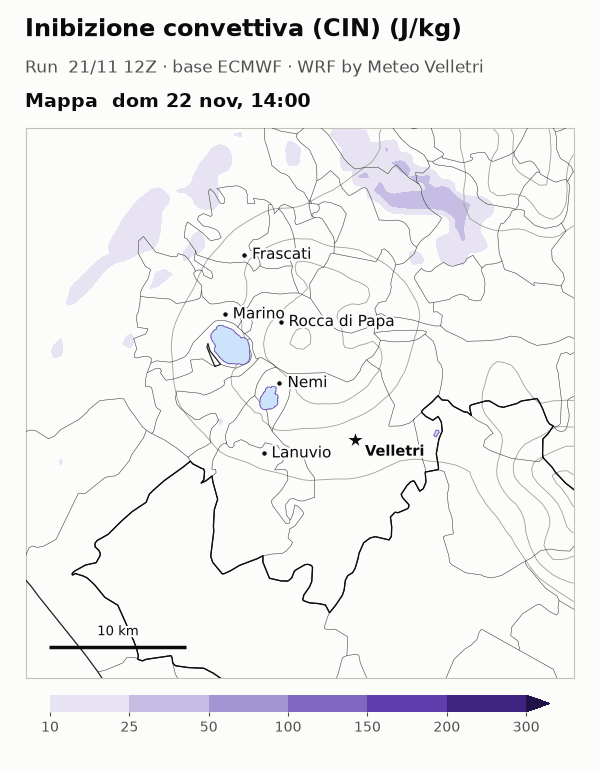 Inibizione convettiva (CIN) (J/kg)
Run  21/11 12Z · base ECMWF · WRF by Meteo Velletri
Mappa  dom 22 nov, 14:00
Frascati
Marino
Rocca di Papa
Nemi
Velletri
Lanuvio
10 km
10 25 50 100 150 200 300